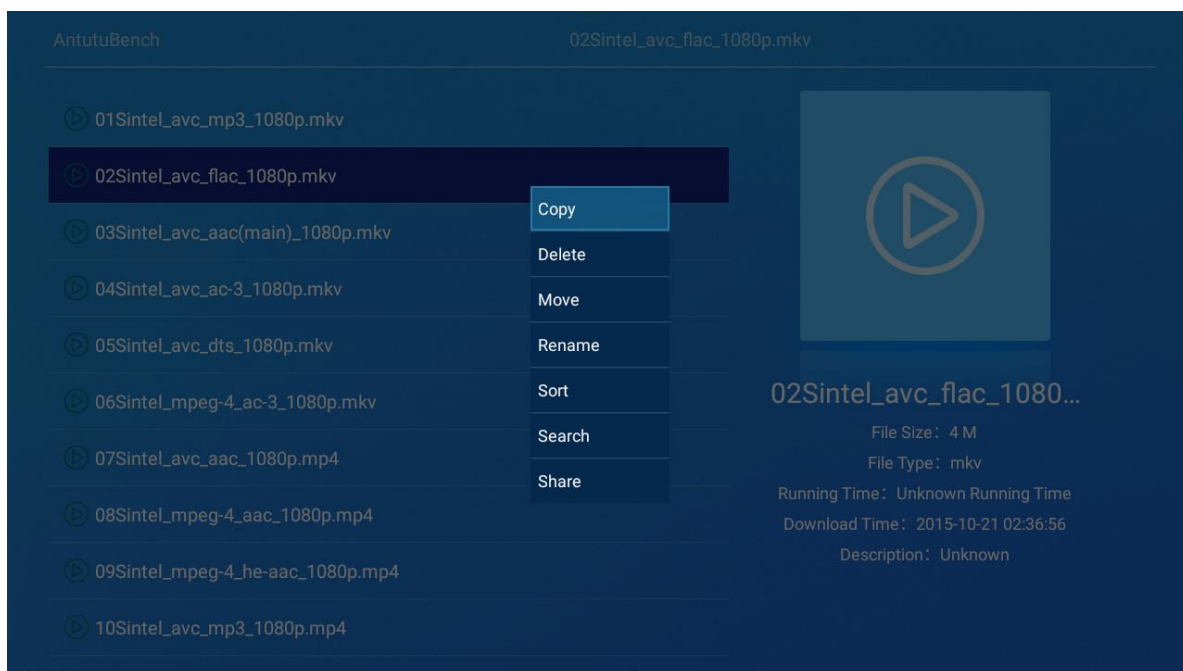 AntutuBench
02Sintel_avc_flac_1080p.mkv
01Sintel_avc_mp3_1080p.mkv
02Sintel_avc_flac_1080p.mkv
03Sintel_avc_aac(main)_1080p.mkv
04Sintel_avc_ac-3_1080p.mkv
05Sintel_avc_dts_1080p.mkv
06Sintel_mpeg-4_ac-3_1080p.mkv
07Sintel_avc_aac_1080p.mp4
08Sintel_mpeg-4_aac_1080p.mp4
09Sintel_mpeg-4_he-aac_1080p.mp4
10Sintel_avc_mp3_1080p.mp4
Copy
Delete
Move
Rename
Sort
Search
Share
02Sintel_avc_flac_1080...
File Size：4 M
File Type：mkv
Running Time：Unknown Running Time
Download Time：2015-10-21 02:36:56
Description：Unknown